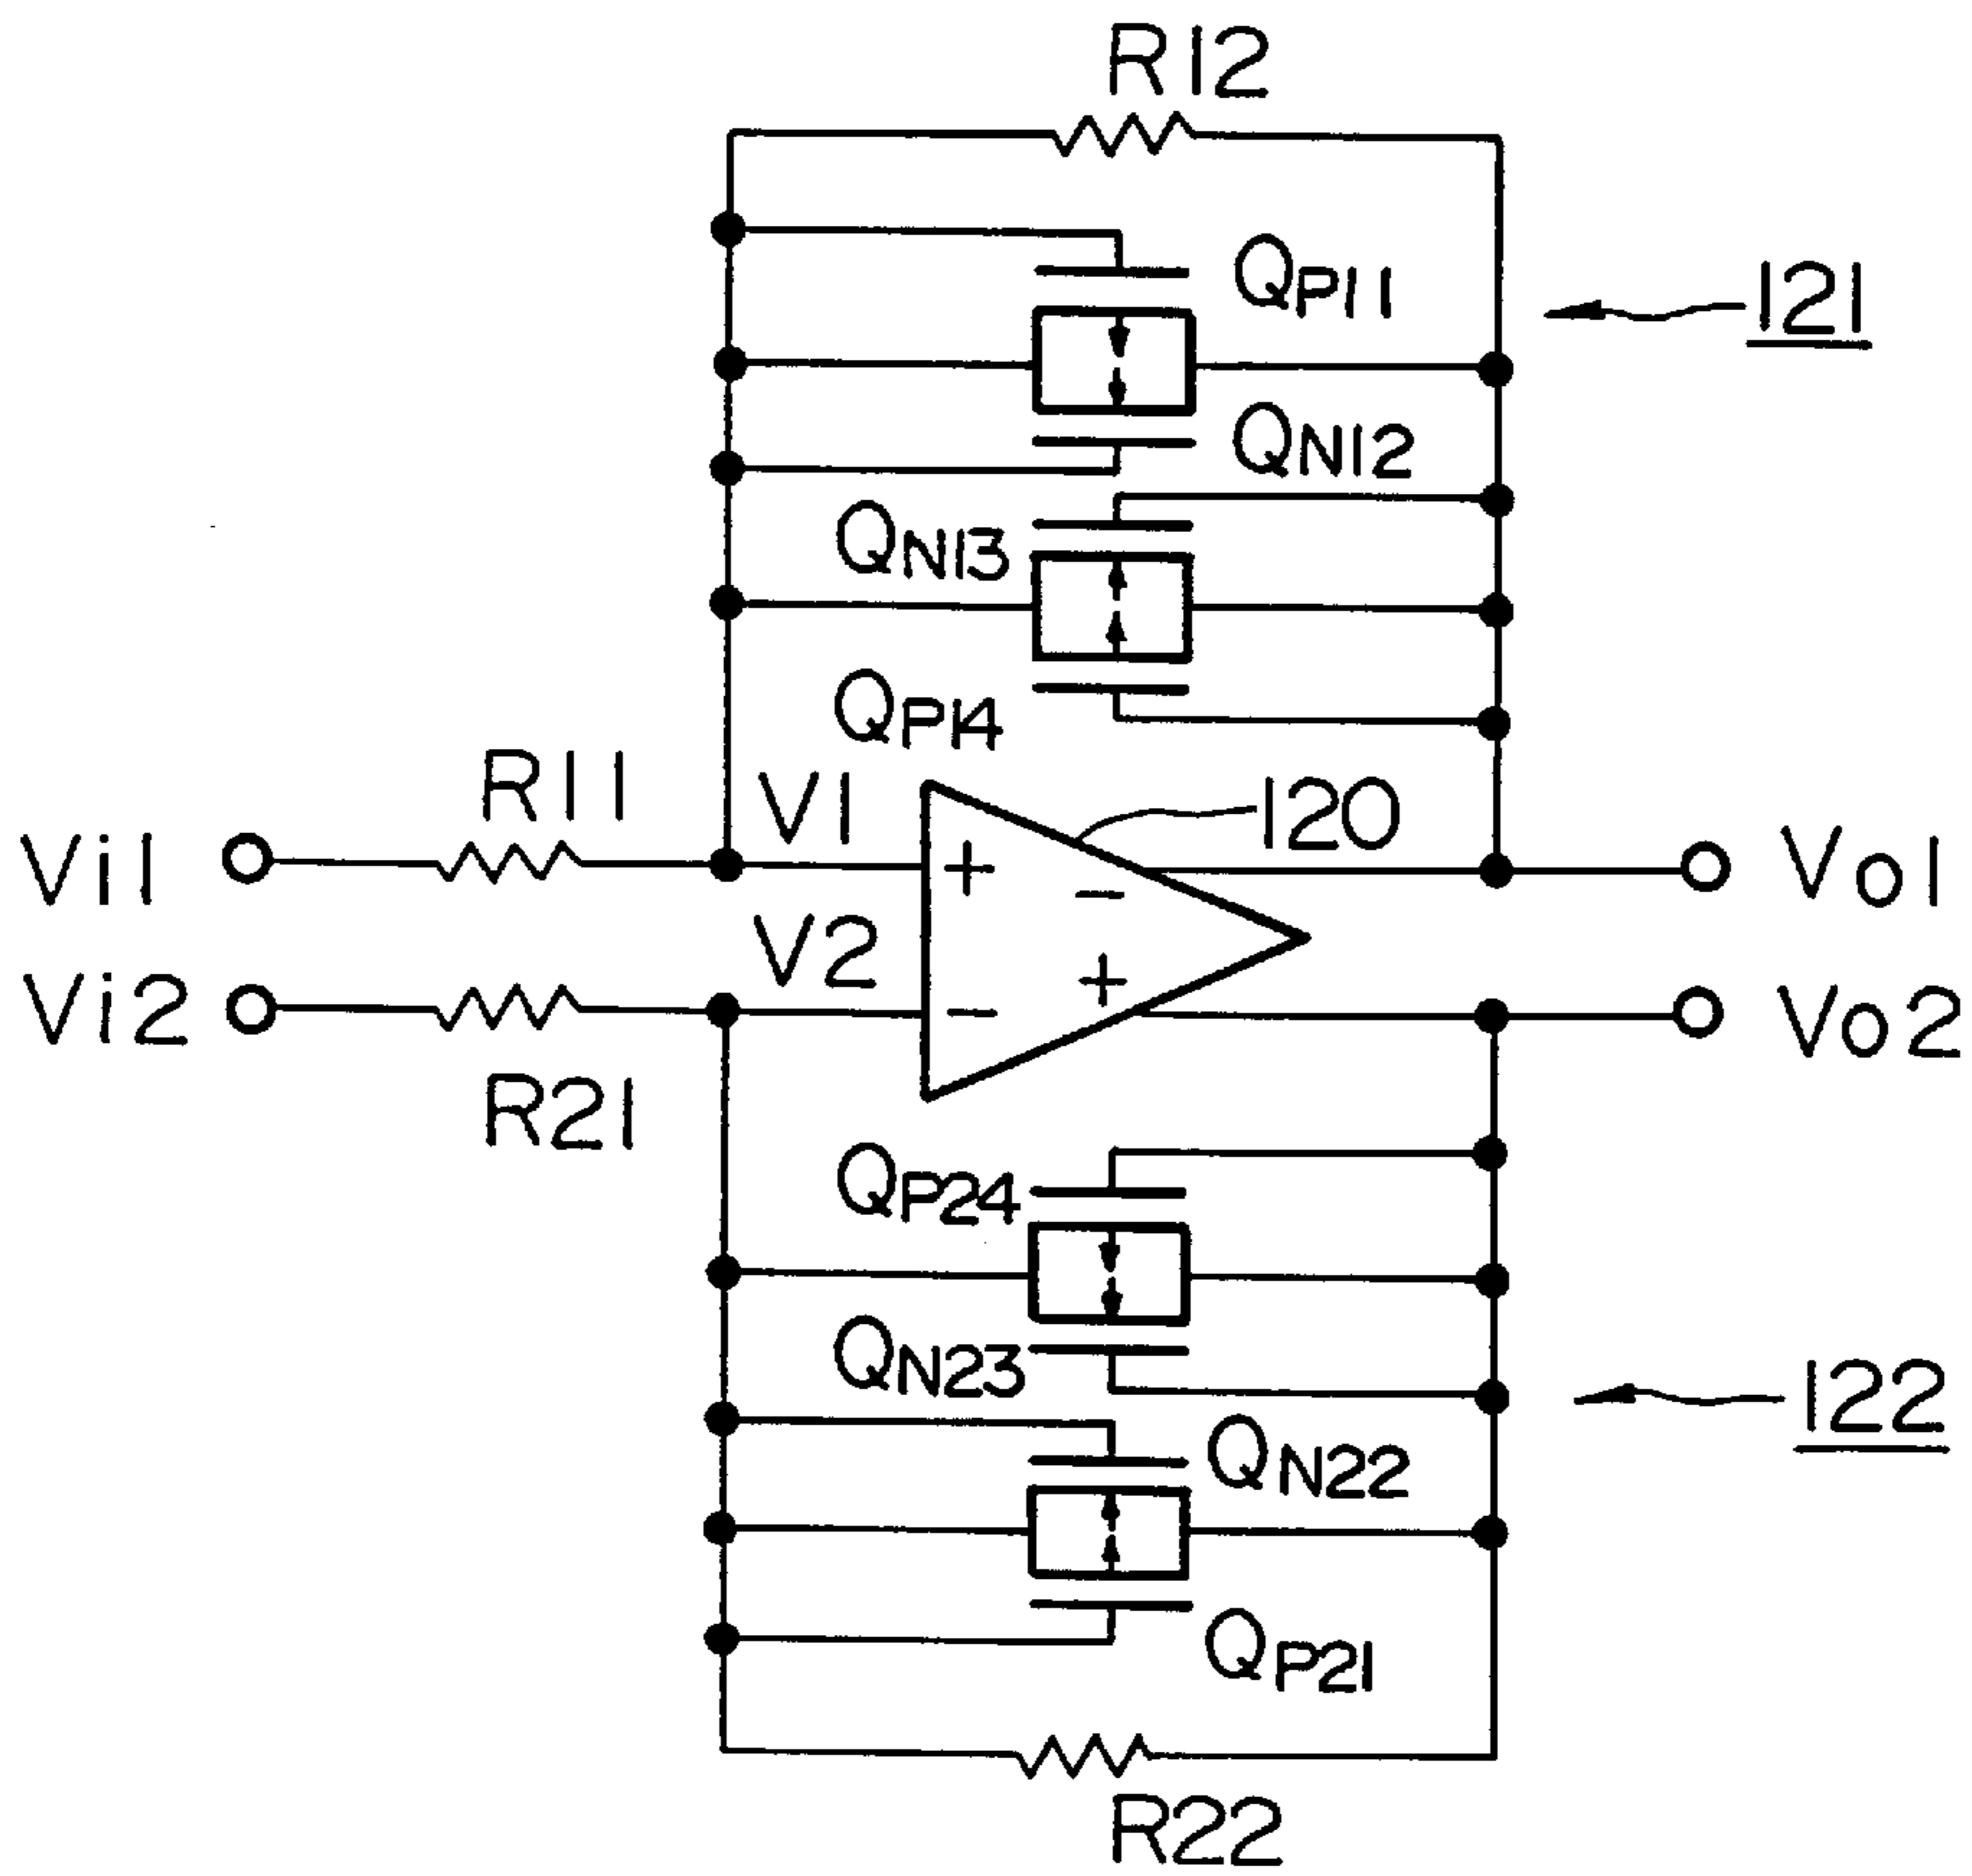 R12
QP11
121
QN12
QN13
QP14
R11
V1
120
Vi1
+
-
Vo1
V2
Vi2
-
+
Vo2
R21
QP24
QN23
122
QN22
QP21
R22